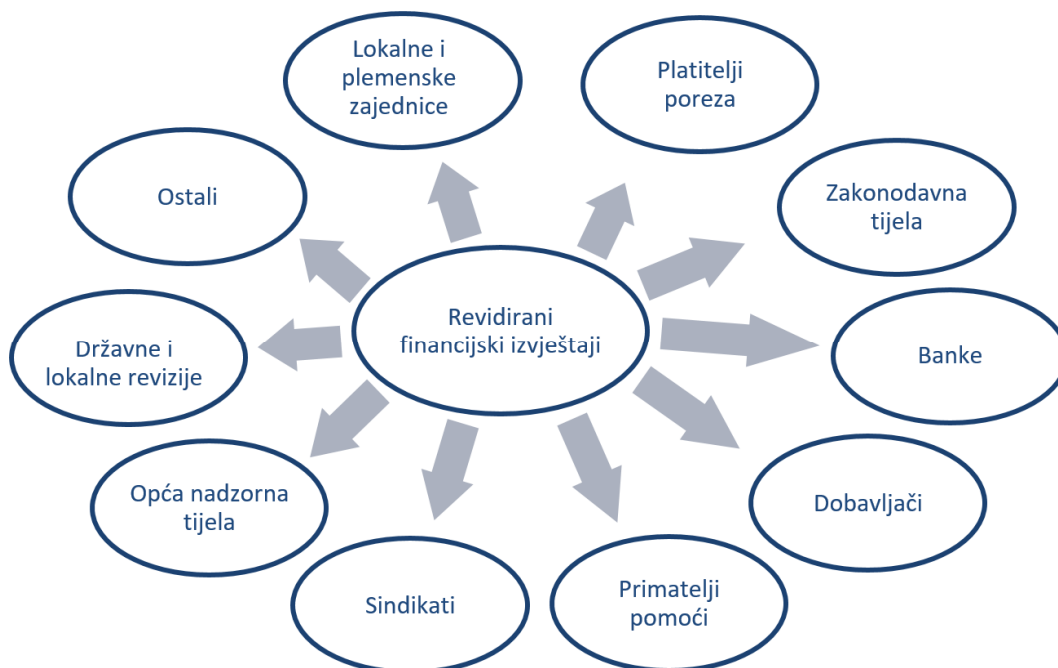 Lokalne i
plemenske
zajednice
Platitelji
poreza
Zakonodavna
tijela
Ostali
Revidirani
financijski izvještaji
Banke
Državne i
lokalne revizije
Opća nadzorna
tijela
Dobavljači
Sindikati
Primatelji
pomoći